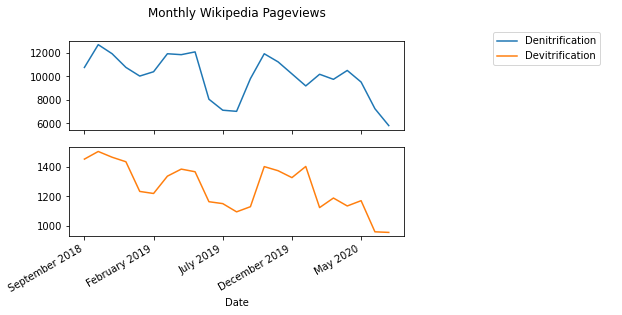 Monthly Wikipedia Pageviews
Denitrification
Devitrification
12000
10000
8000
6000
1400
1200
1000
September 2018
February 2019
July 2019
December 2019
May 2020
Date